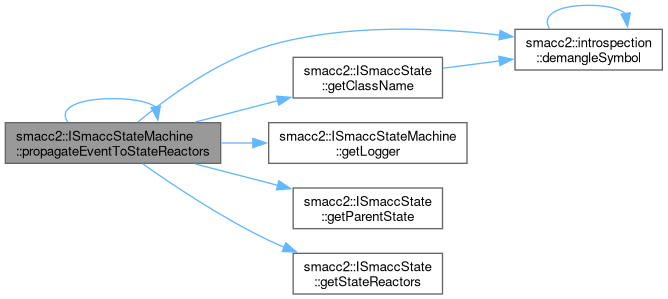 smacc2::ISmaccStateMachine
::propagateEventToStateReactors
smacc2::introspection
::demangleSymbol
smacc2::ISmaccState
::getClassName
smacc2::ISmaccStateMachine
::getLogger
smacc2::ISmaccState
::getParentState
smacc2::ISmaccState
::getStateReactors